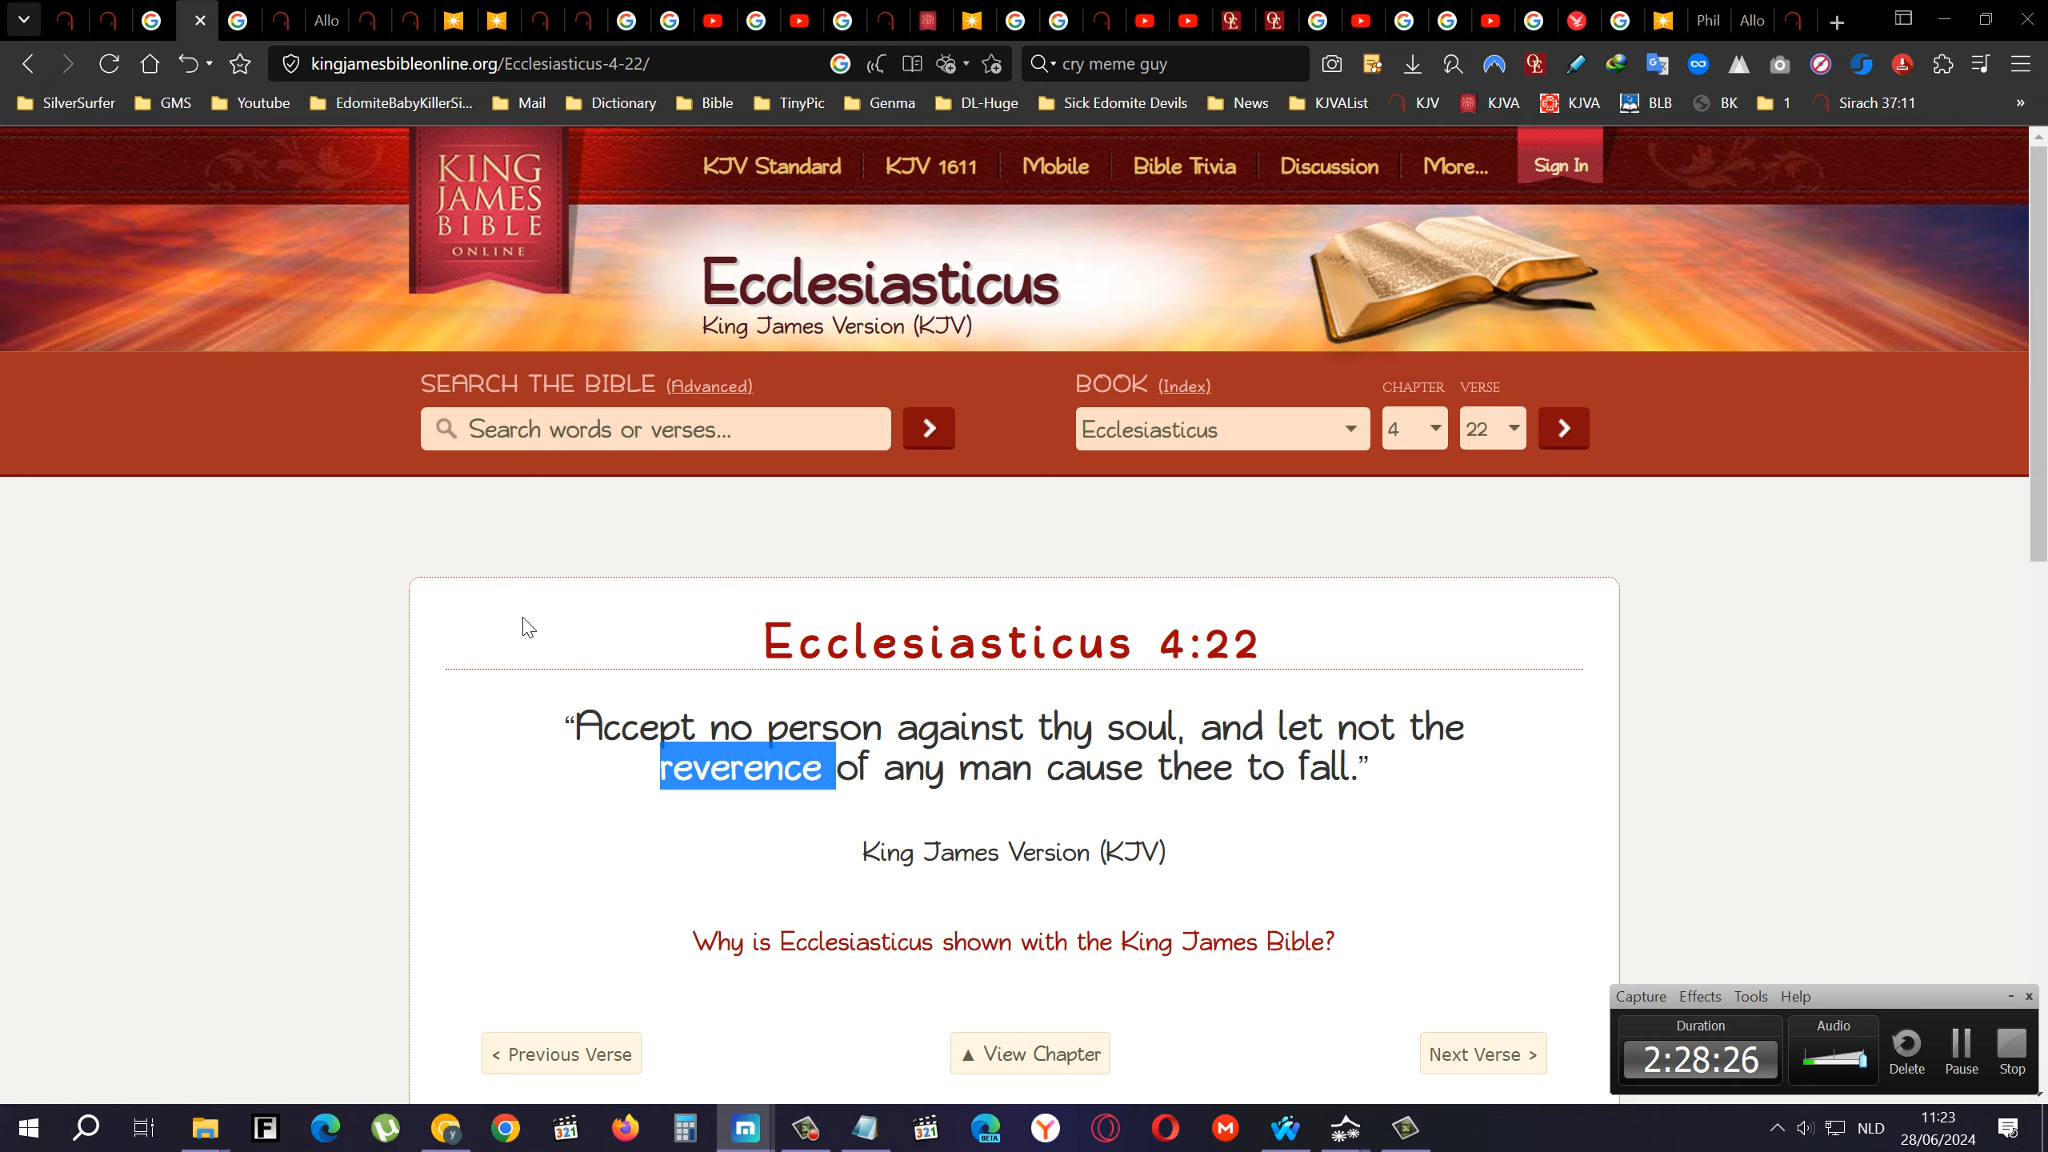 Allo
Phil
Allo
kingjamesbibleonline.org/Ecclesiasticus-4-22/
cry meme guy
SilverSurfer
GMS
Youtube
EdomiteBabyKillerSi...
Mail
Dictionary
Bible
TinyPic
Genma
DL-Huge
Sick Edomite Devils
News
KJVAList
KJV
KJVA
KJVA
BLB
BK
1
Sirach 37:11
»
KING
JAMES
BIBLE
ONLINE
KJV Standard
KJV 1611
Mobile
Bible Trivia
Discussion
More...
Sign In
Ecclesiasticus
King James Version (KJV)
SEARCH THE BIBLE (Advanced)
BOOK (Index)
CHAPTER
VERSE
Search words or verses...
Ecclesiasticus
4
22
Ecclesiasticus 4:22
“Accept no person against thy soul, and let not the
reverence of any man cause thee to fall.”
King James Version (KJV)
Why is Ecclesiasticus shown with the King James Bible?
< Previous Verse
▲ View Chapter
Next Verse >
Capture Effects Tools Help
- x
Duration
Audio
2:28:26
Delete
Pause
Stop
NLD
11:23
28/06/2024